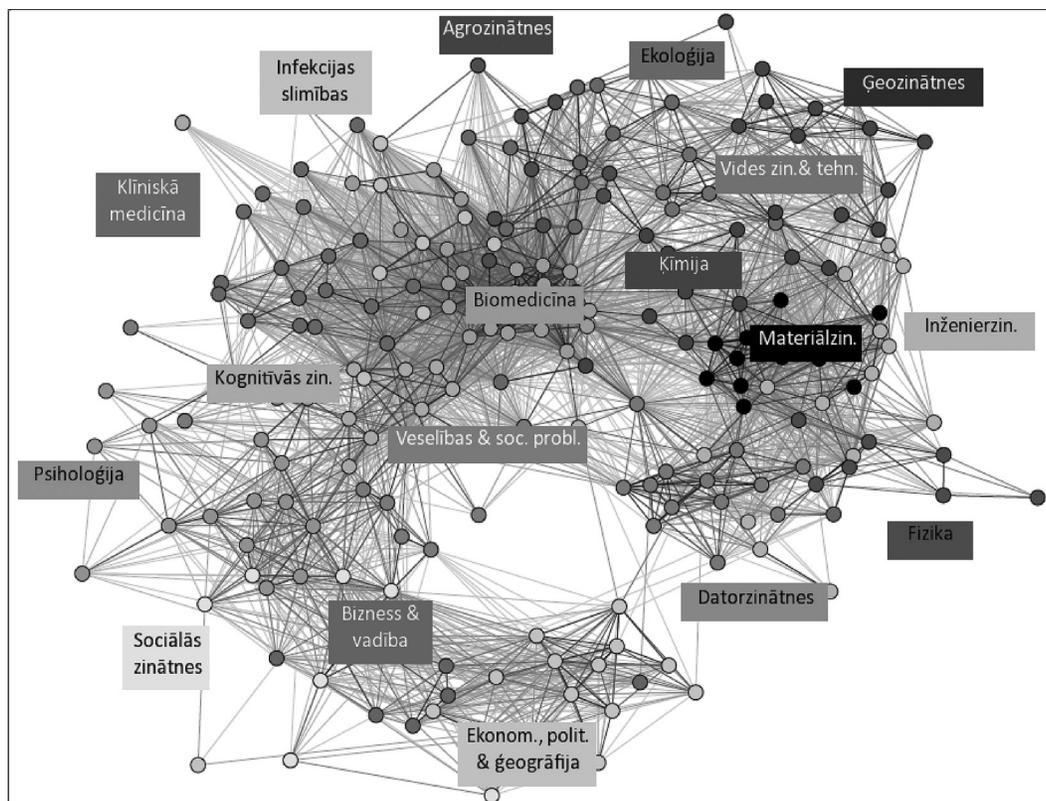 Agrozinātnes
Ekoloģija
Infekcijas
slimības
Ģeozinātnes
Vides zin.& tehn.
Klīniskā
medicīna
Ķīmija
Biomedicīna
Inženierzin.
Materiālzin.
Kognitīvās zin.
Veselības & soc. probl.
Psiholoģija
Fizika
Datorzinātnes
Bizness &
vadība
Sociālās
zinātnes
Ekonom., polit.
& ģeogrāfija